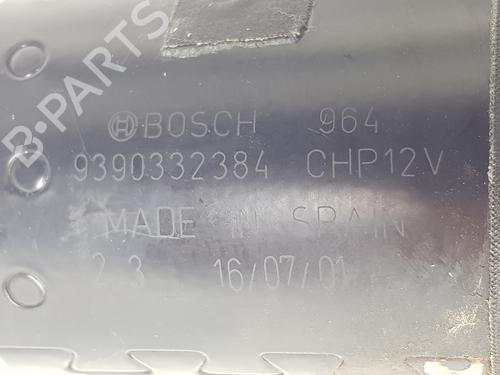 B-PARTS
BOSCH 964
9390332384 CHP12V
MADE IN SPAIN
2 3 16/07/01